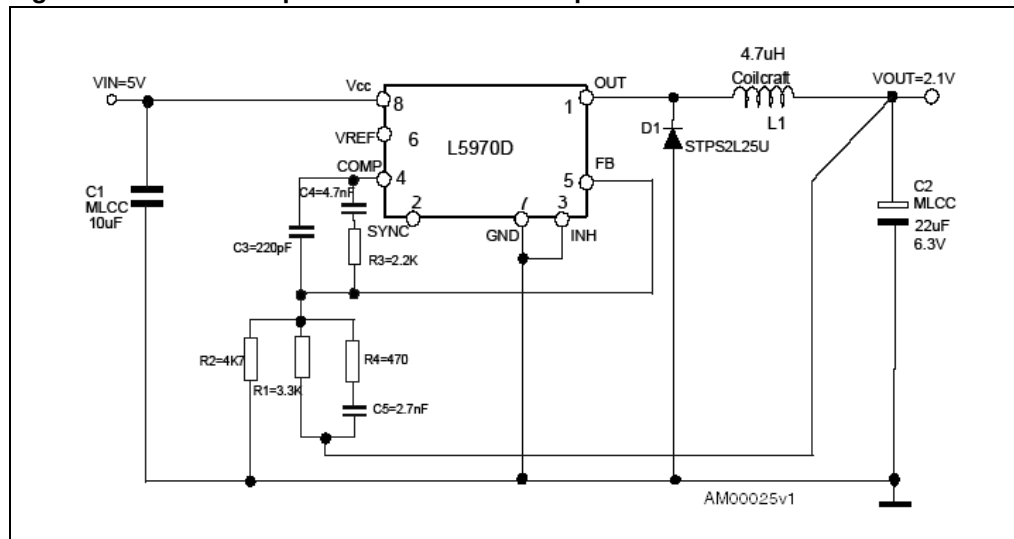 4.7uH
Coilcraft
VIN=5V
Vcc
OUT
VOUT=2.1V
8
1
L1
VREF
6
L5970D
D1
STPS2L25U
COMP
4
FB
5
C4=4.7nF
2
7
3
C1
MLCC
10uF
C2
MLCC
22uF
6.3V
SYNC
GND
INH
C3=220pF
R3=2.2K
R2=4K7
R4=470
R1=3.3K
C5=2.7nF
AM00025v1